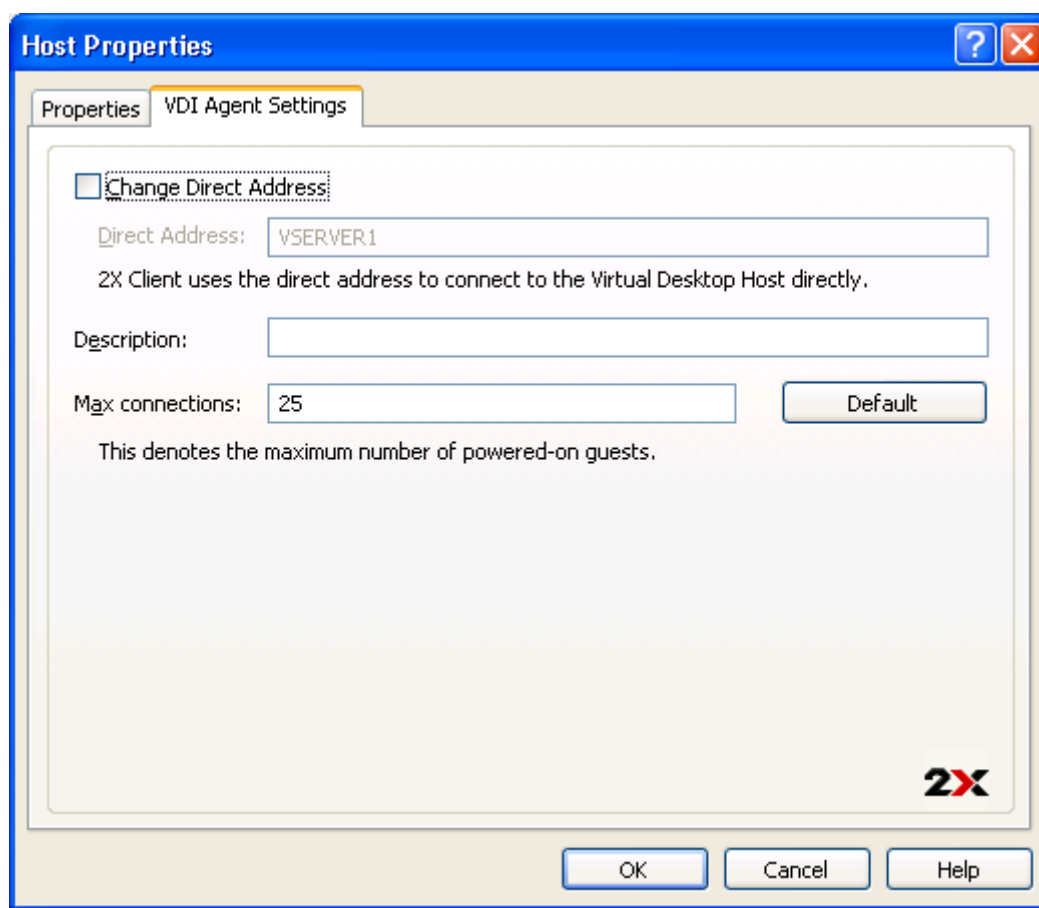 Host Properties
Properties
VDI Agent Settings
Change Direct Address
Direct Address: VSERVER1
2X Client uses the direct address to connect to the Virtual Desktop Host directly.
Description:
Max connections: 25 Default
This denotes the maximum number of powered-on guests.
2X
OK Cancel Help